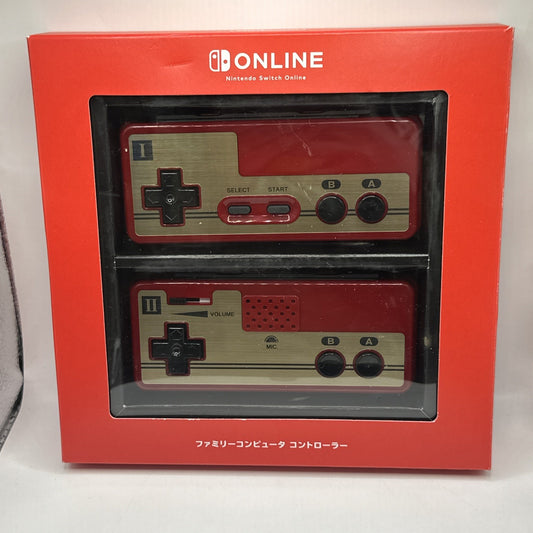 ONLINE
Nintendo Switch Online
I
SELECT START B A
II
VOLUME
MIC B A
ファミリーコンピュータ コントローラー